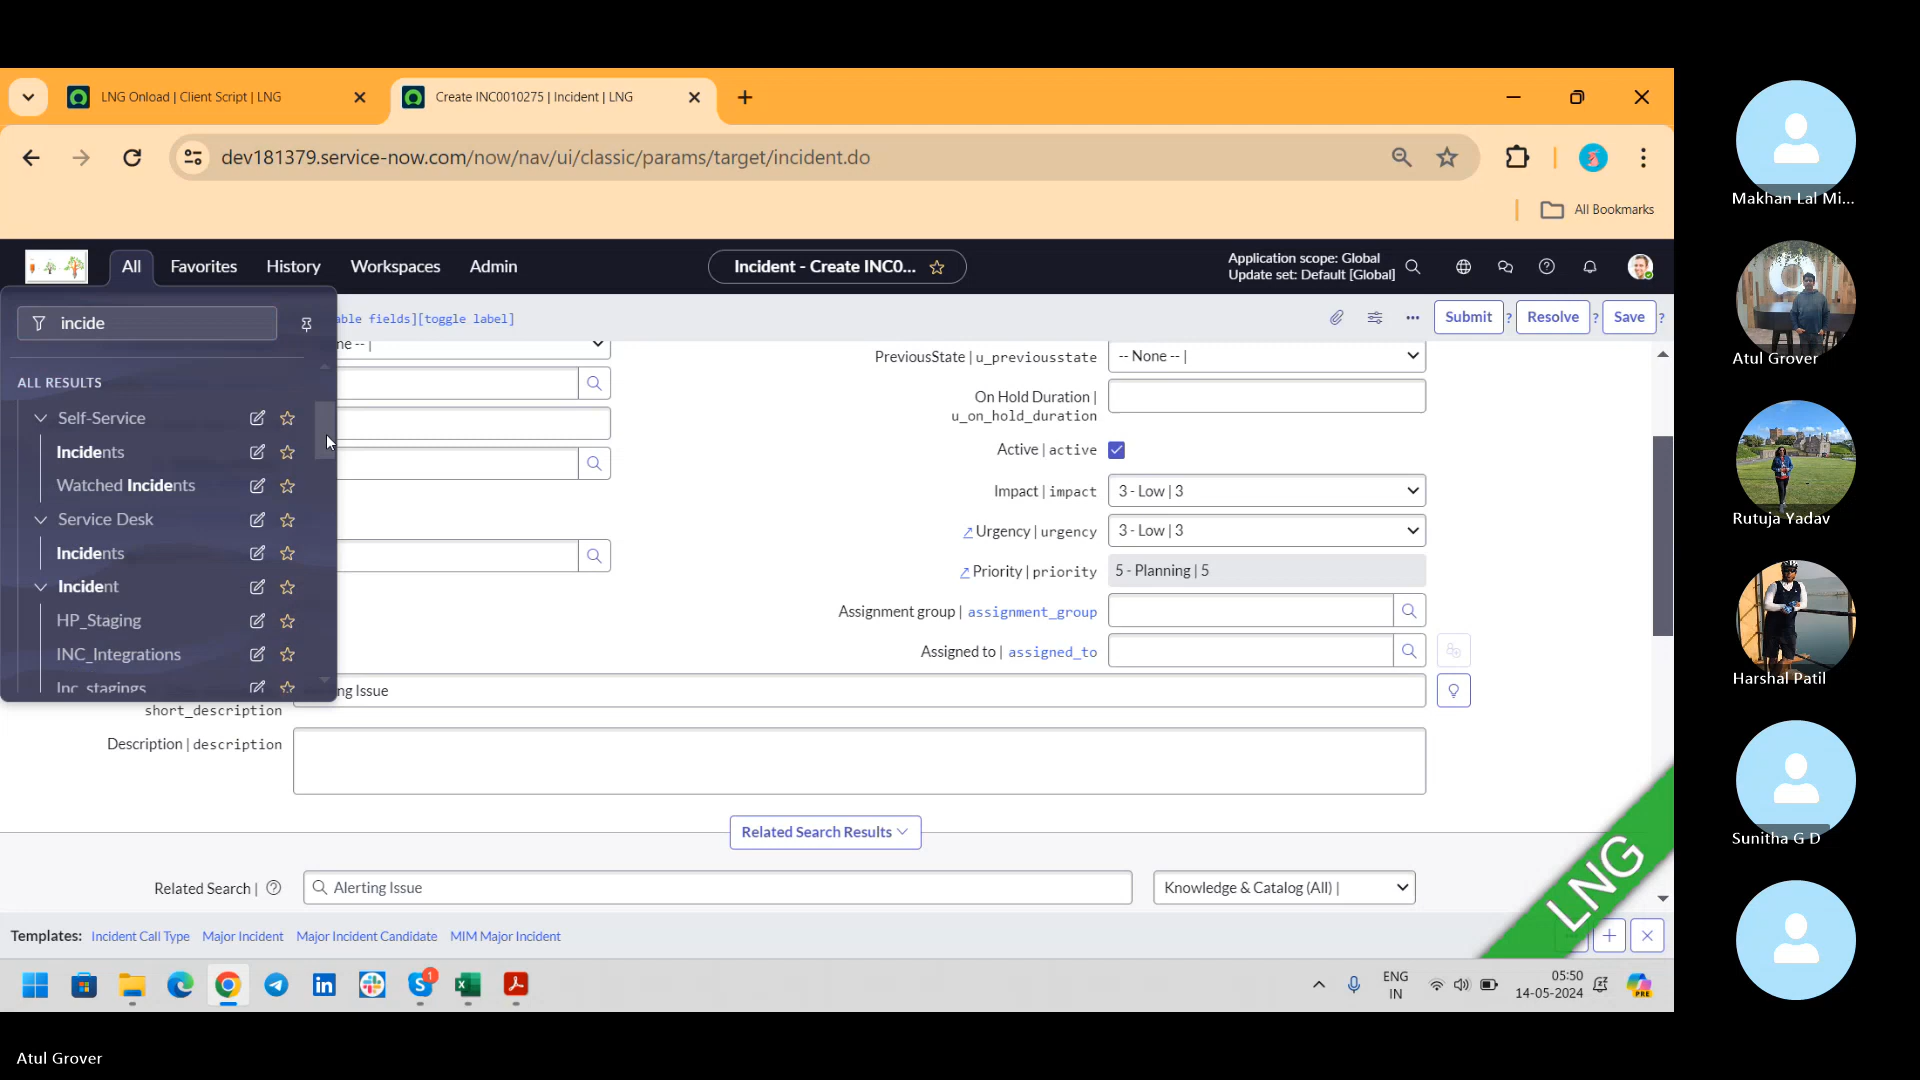 LNG Onload | Client Script | LNG
Create INC0010275 | Incident | LNG
dev181379.service-now.com/now/nav/ui/classic/params/target/incident.do
All Bookmarks
All
Favorites
History
Workspaces
Admin
Incident - Create INC0...
Application scope: Global
Update set: Default [Global]
incide
able fields][toggle label]
Submit
?
Resolve
?
Save
?
ALL RESULTS
Self-Service
Incidents
Watched Incidents
Service Desk
Incidents
Incident
HP_Staging
INC_Integrations
Inc_stagings
ne -- |
PreviousState | u_previousstate
-- None -- |
On Hold Duration |
u_on_hold_duration
Active | active
Impact | impact
3 - Low | 3
Urgency | urgency
3 - Low | 3
Priority | priority
5 - Planning | 5
Assignment group | assignment_group
Assigned to | assigned_to
ng Issue
short_description
Description | description
Related Search Results
Related Search |
Alerting Issue
Knowledge & Catalog (All) |
LNG
Templates:
Incident Call Type
Major Incident
Major Incident Candidate
MIM Major Incident
1
ENG
IN
05:50
14-05-2024
PRE
Makhan Lal Mi...
Atul Grover
Rutuja Yadav
Harshal Patil
Sunitha G D
Atul Grover